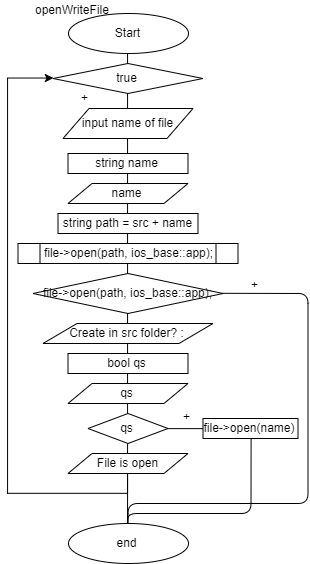 openWriteFile
Start
true
+
input name of file
string name
name
string path = src + name
file->open(path, ios_base::app);
file->open(path, ios_base::app);
+
Create in src folder? :
bool qs
qs
qs
+
file->open(name)
File is open
end